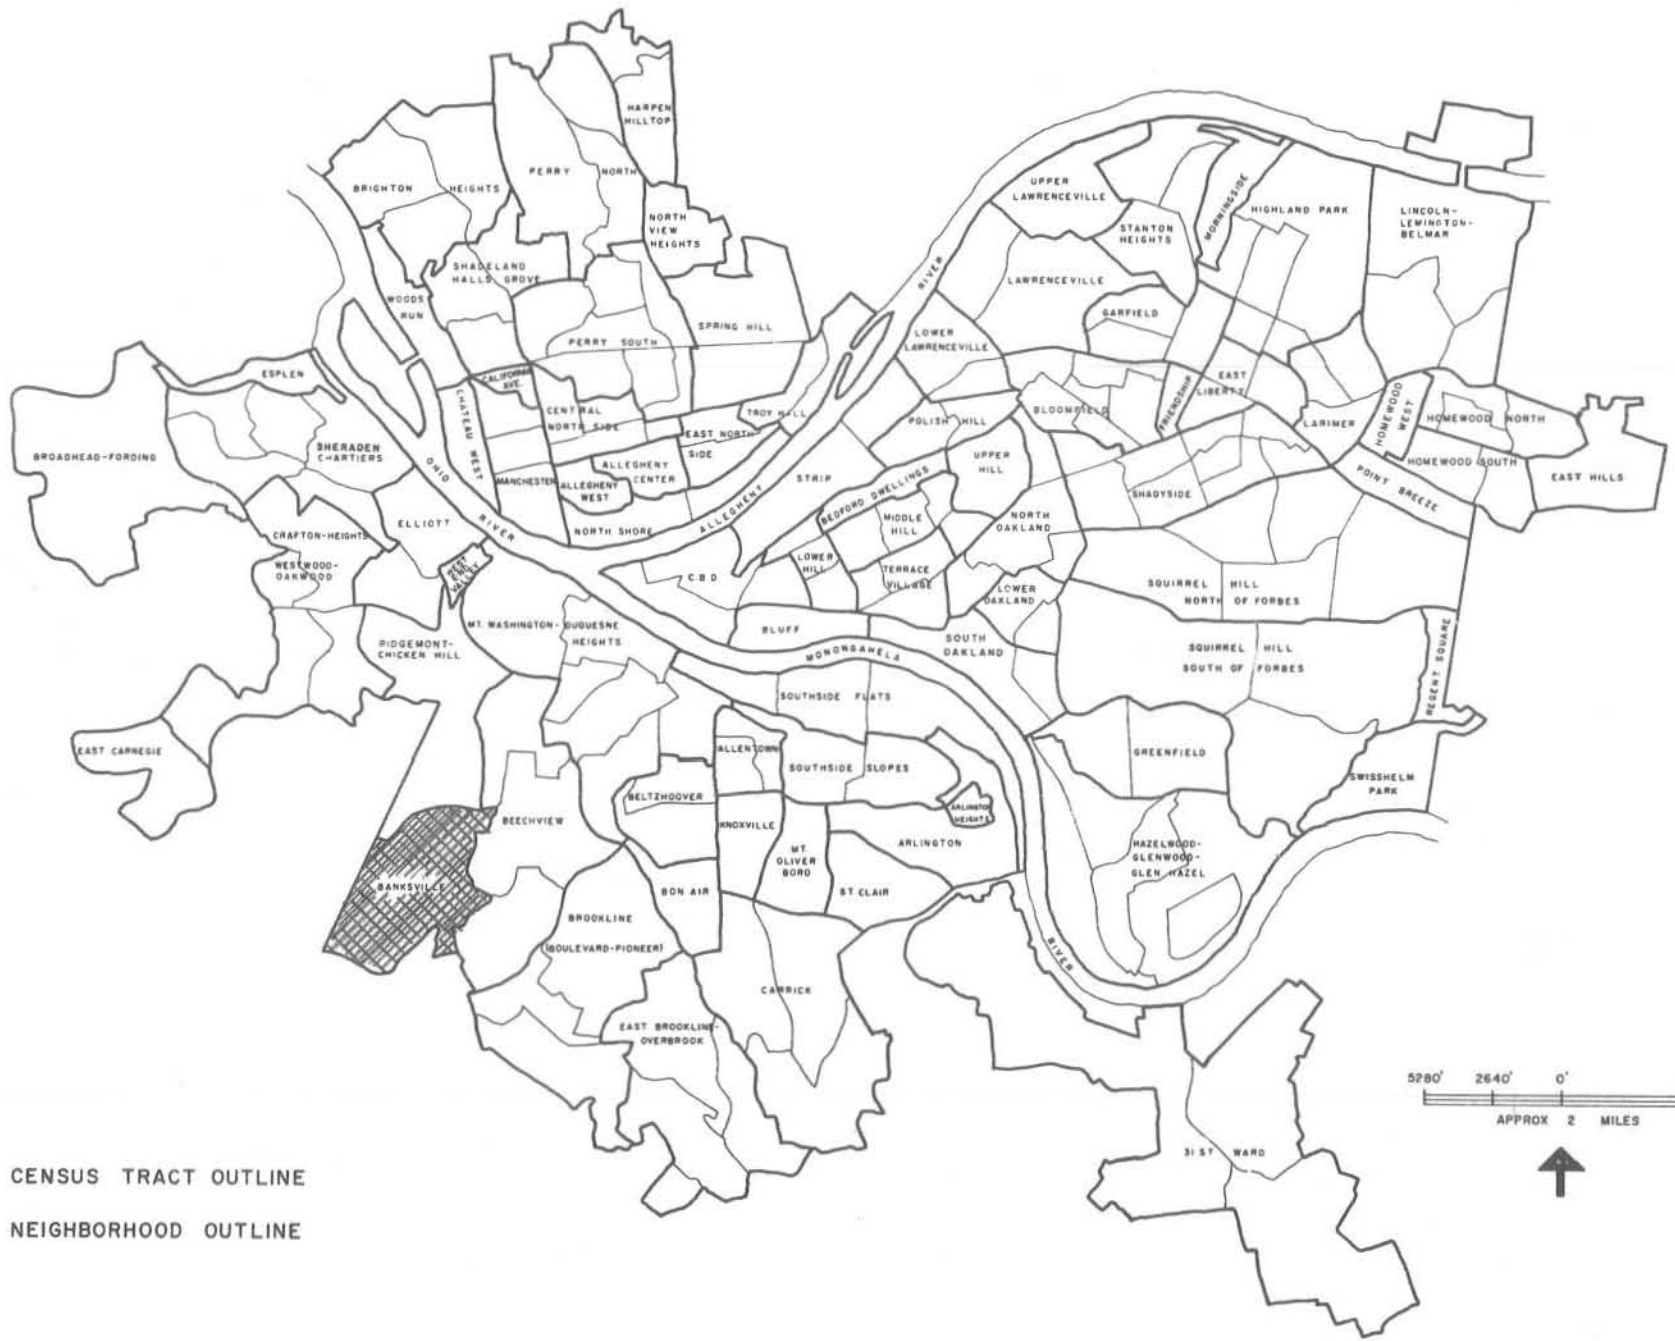 HARPEN
HILLTOP
PERRY NORTH
BRIGHTON HEIGHTS
NORTH
VIEW
HEIGHTS
SHADELAND
HALLS GROVE
WOODS
RUN
SPRING HILL
PERRY SOUTH
UPPER
LAWRENCEVILLE
STANTON
HEIGHTS
MORNINGSIDE
HIGHLAND PARK
LINCOLN-
LEMINGTON-
BELMAR
LAWRENCEVILLE
GARFIELD
LOWER
LAWRENCEVILLE
RIVER
ESPLEN
CALIFORNIA
AVE.
CHATEAU WEST
CENTRAL
NORTH SIDE
TROY HILL
EAST NORTH
SIDE
POLISH HILL
BLOOMFIELD
FRIENDSHIP
EAST
LIBERTY
LARIMER
HOMEWOOD
WEST
HOMEWOOD NORTH
HOMEWOOD SOUTH
EAST HILLS
POINT BREEZE
BROADHEAD-FORDING
SHERADEN
CHARTIERS
OHIO
RIVER
MANCHESTER
ALLEGHENY
WEST
ALLEGHENY
CENTER
NORTH SHORE
ALLEGHENY
STRIP
UPPER
HILL
BEDFORD DWELLINGS
MIDDLE
HILL
NORTH
OAKLAND
SHADYSIDE
ELLIOTT
CRAFTON-HEIGHTS
WESTWOOD-
OAKWOOD
WEST
END
VALLEY
C.B.D
LOWER
HILL
TERRACE
VILLAGE
LOWER
OAKLAND
SQUIRREL HILL
NORTH OF FORBES
MT. WASHINGTON-DUQUESNE
HEIGHTS
BLUFF
SOUTH
OAKLAND
MONONGAHELA
RIDGEMONT-
CHICKEN HILL
SQUIRREL HILL
SOUTH OF FORBES
REGENT SQUARE
SOUTHSIDE FLATS
EAST CARNEGIE
ALLENTOWN
SOUTHSIDE SLOPES
GREENFIELD
SWISSHELM
PARK
BELTZHOOVER
BEECHVIEW
KNOXVILLE
ARLINGTON
HEIGHTS
ARLINGTON
MT.
OLIVER
BORO
HAZELWOOD-
GLENWOOD-
GLEN HAZEL
BANKSVILLE
BON AIR
ST CLAIR
BROOKLINE
(BOULEVARD-PIONEER)
RIVER
CARRICK
EAST BROOKLINE-
OVERBROOK
5280' 2640' 0'
APPROX 2 MILES
31 ST WARD
CENSUS TRACT OUTLINE
NEIGHBORHOOD OUTLINE